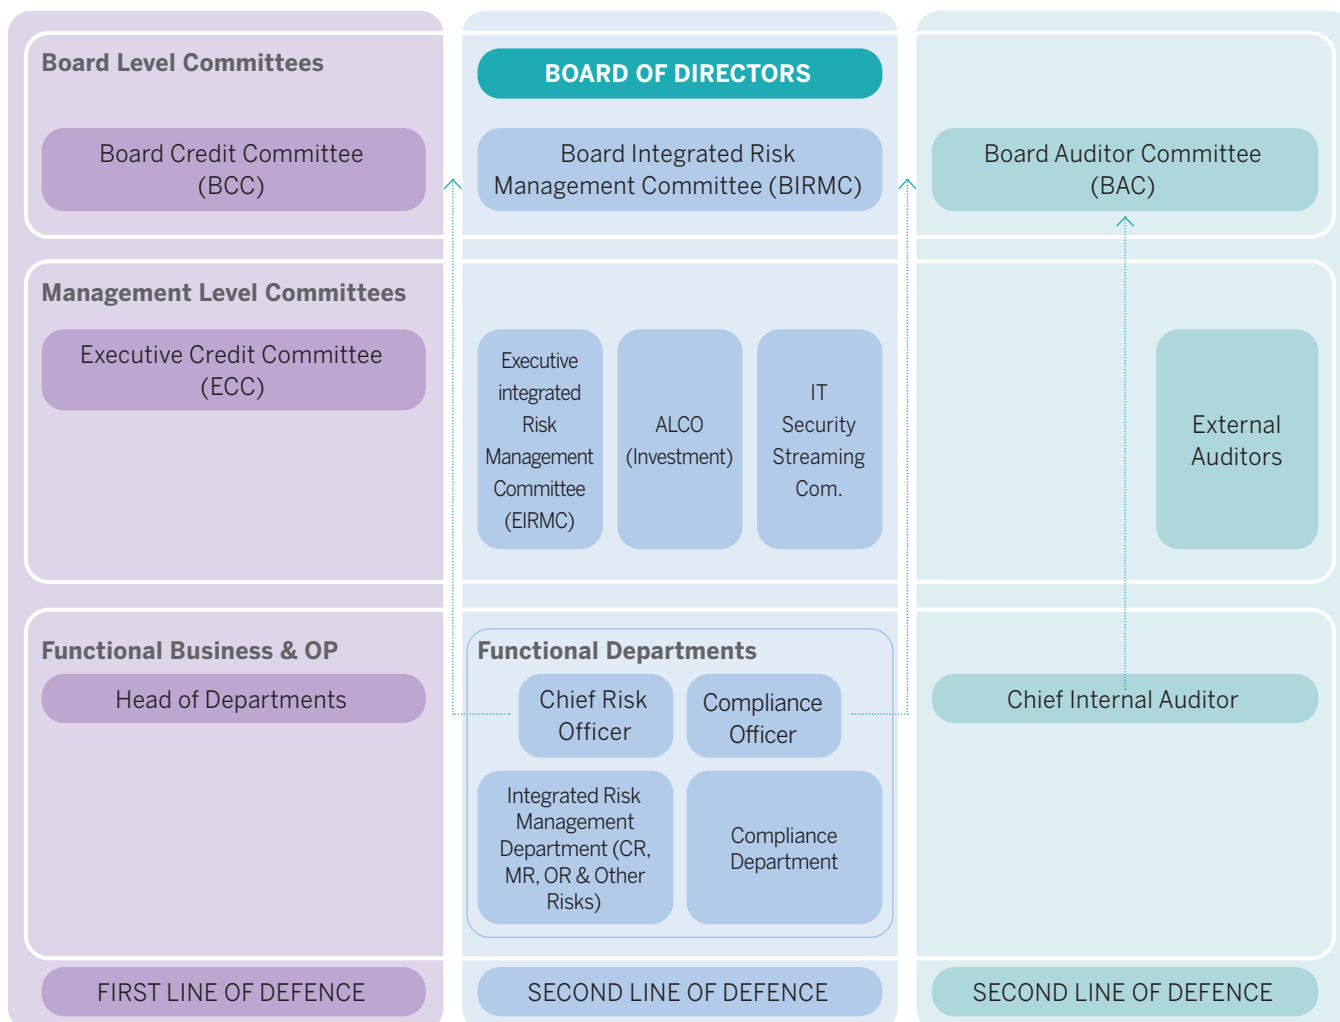 Board Level Committees
BOARD OF DIRECTORS
Board Credit Committee
(BCC)
Board Integrated Risk
Management Committee (BIRMC)
Board Auditor Committee
(BAC)
Management Level Committees
Executive Credit Committee
(ECC)
Executive
integrated
Risk
Management
Committee
(EIRMC)
ALCO
(Investment)
IT
Security
Streaming
Com.
External
Auditors
Functional Business & OP
Head of Departments
Functional Departments
Chief Risk
Officer
Compliance
Officer
Integrated Risk
Management
Department (CR,
MR, OR & Other
Risks)
Compliance
Department
Chief Internal Auditor
FIRST LINE OF DEFENCE
SECOND LINE OF DEFENCE
SECOND LINE OF DEFENCE